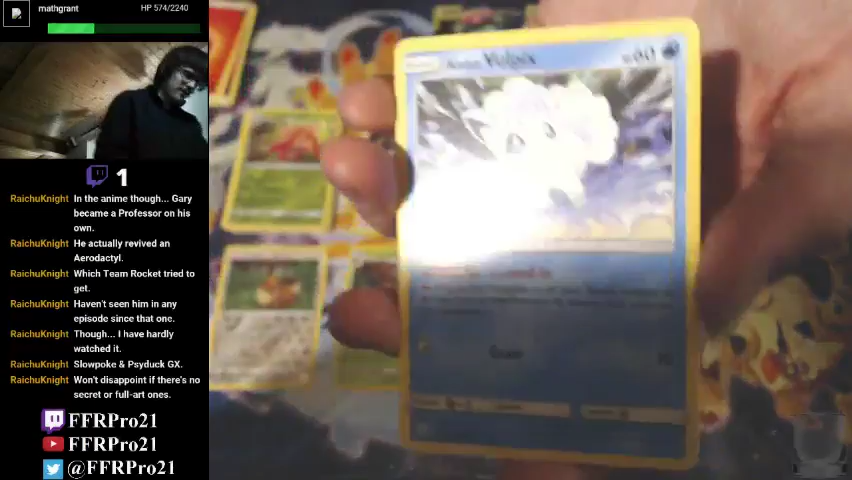 mathgrant
HP 574/2240
Vulpix
60
1
RaichuKnight In the anime though... Gary
became a Professor on his
own.
RaichuKnight He actually revived an
Aerodactyl.
RaichuKnight Which Team Rocket tried to
get.
RaichuKnight Haven't seen him in any
episode since that one.
RaichuKnight Though... I have hardly
watched it.
RaichuKnight Slowpoke & Psyduck GX.
RaichuKnight Won't disappoint if there's no
secret or full-art ones.
FFRPro21
FFRPro21
@FFRPro21